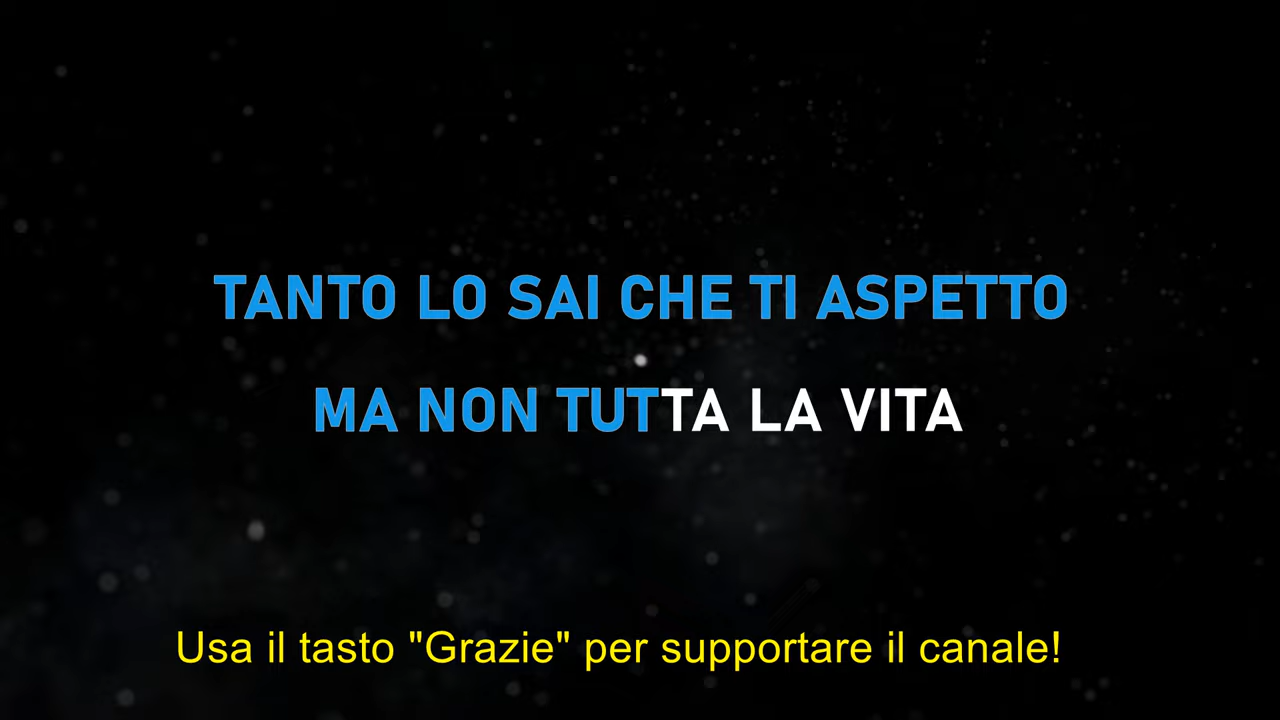 TANTO LO SAI CHE TI ASPETTO
MA NON TUTTA LA VITA
Usa il tasto "Grazie" per supportare il canale!